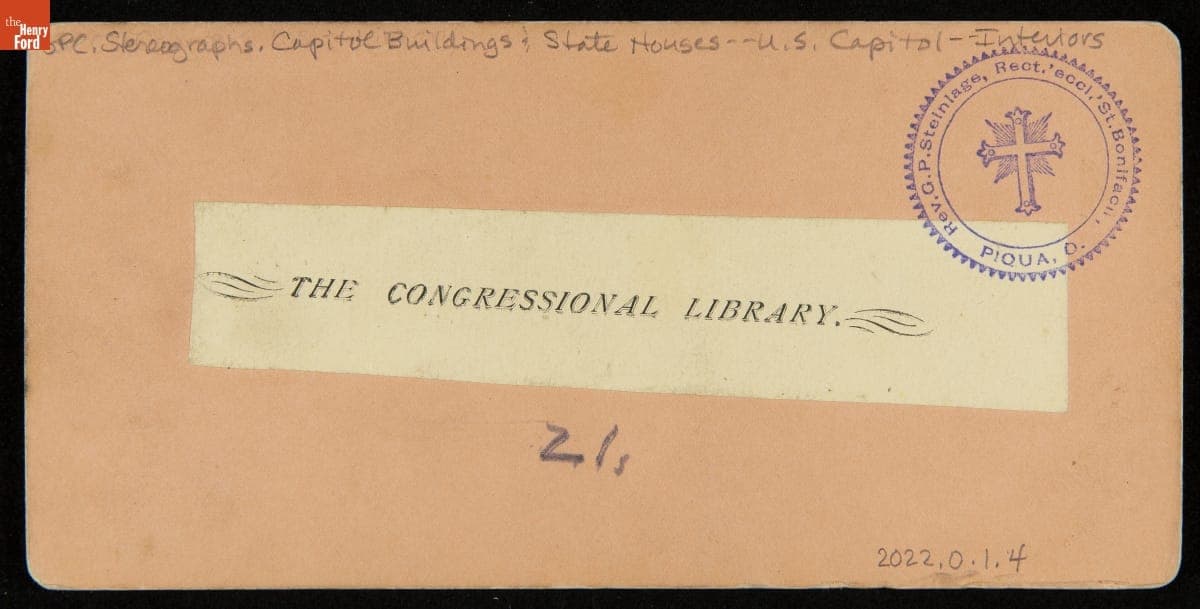 the
Henry
Ford
SPC. Stereographs. Capitol Buildings & State Houses--U.S. Capitol--Interiors
Rev. G. P. Steinlage, Rect.'eccl.'St. Bonifacii,
PIQUA, O.
THE CONGRESSIONAL LIBRARY.
21,
2022.0.1.4